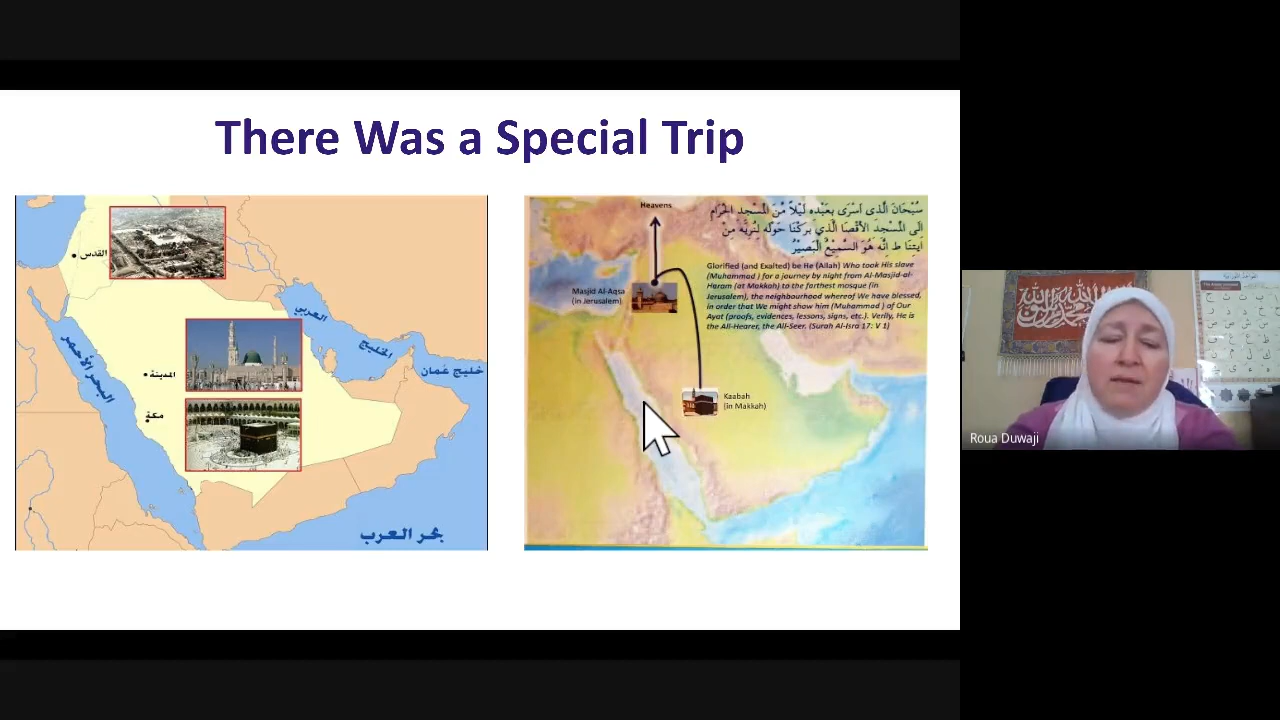 There Was a Special Trip
القدس
البحر الأحمر
المدينة
مكة
العربي
الخليج
خليج عمان
بحر العرب
Heavens
سُبْحَانَ الَّذِى أَسْرَى بِعَبْدِهِ لَيْلاً مِّنَ الْمَسْجِدِ الْحَرَامِ
إِلَى الْمَسْجِدِ الأَقْصَا الَّذِي بَرَكْنَا حَوْلَهُ لِنُرِيَهُ مِنْ
آيَتِنَا ط إِنَّه هُوَ السَّمِيعُ الْبَصِيْرُ
Glorified (and Exalted) be He (Allah) Who took His slave
(Muhammad ) for a journey by night from Al-Masjid-al-
Haram (at Makkah) to the farthest mosque (in
Jerusalem), the neighbourhood whereof We have blessed,
in order that We might show him (Muhammad ) of Our
Ayat (proofs, evidences, lessons, signs, etc.). Verily, He is
the All-Hearer, the All-Seer. (Surah Al-Isra 17: V 1)
Masjid Al-Aqsa
(in Jerusalem)
Kaabah
(in Makkah)
Roua Duwaji